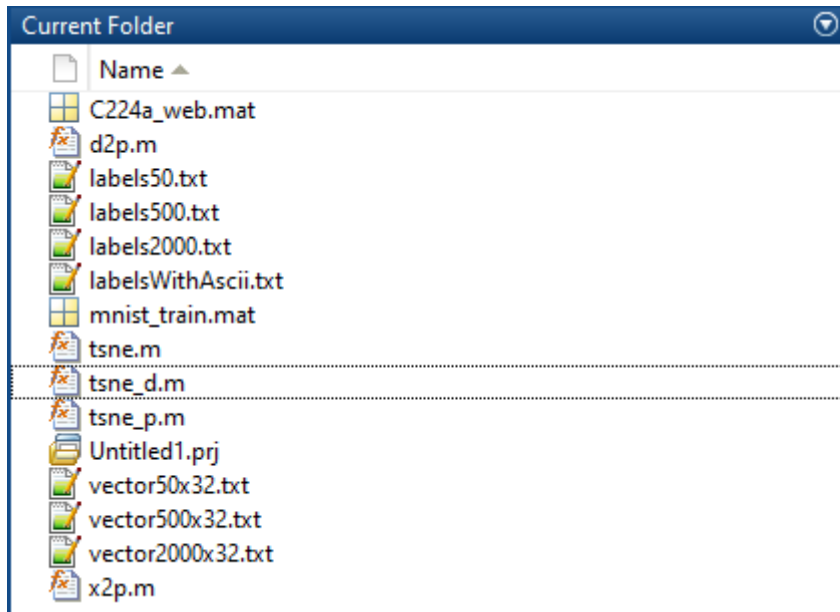 Current Folder
Name
C224a_web.mat
d2p.m
labels50.txt
labels500.txt
labels2000.txt
labelsWithAscii.txt
mnist_train.mat
tsne.m
tsne_d.m
tsne_p.m
Untitled1.prj
vector50x32.txt
vector500x32.txt
vector2000x32.txt
x2p.m